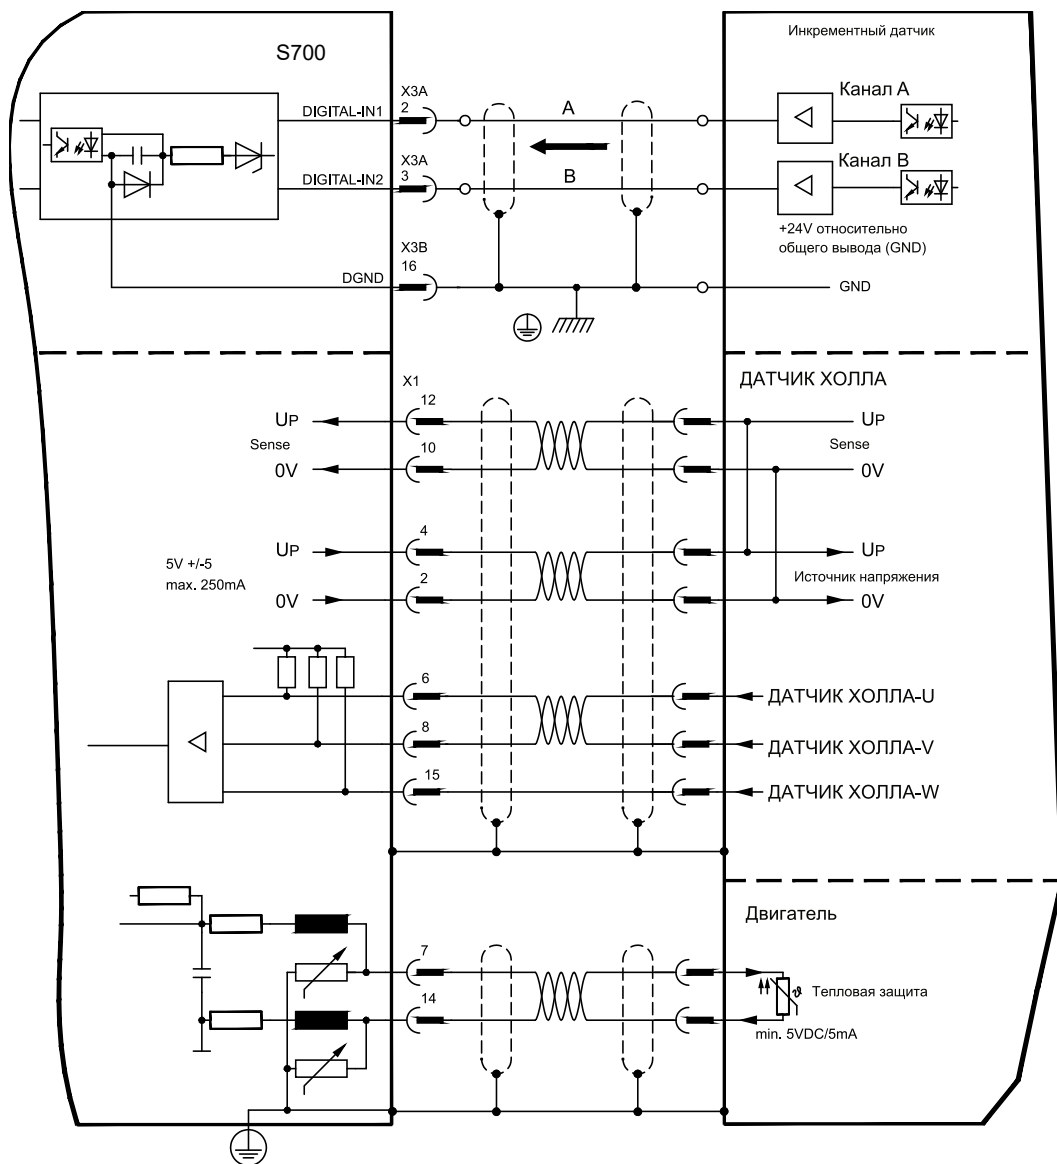 Инкрементный датчик
S700
X3A
2
DIGITAL-IN1
A
Канал A
X3A
3
DIGITAL-IN2
B
Канал B
+24V относительно
общего вывода (GND)
X3B
16
DGND
GND
X1
ДАТЧИК ХОЛЛА
12
UP
UP
Sense
Sense
10
0V
0V
4
UP
UP
5V +/-5
max. 250mA
Источник напряжения
2
0V
0V
6
ДАТЧИК ХОЛЛА-U
8
ДАТЧИК ХОЛЛА-V
15
ДАТЧИК ХОЛЛА-W
Двигатель
7
14
ϑ
Тепловая защита
min. 5VDC/5mA